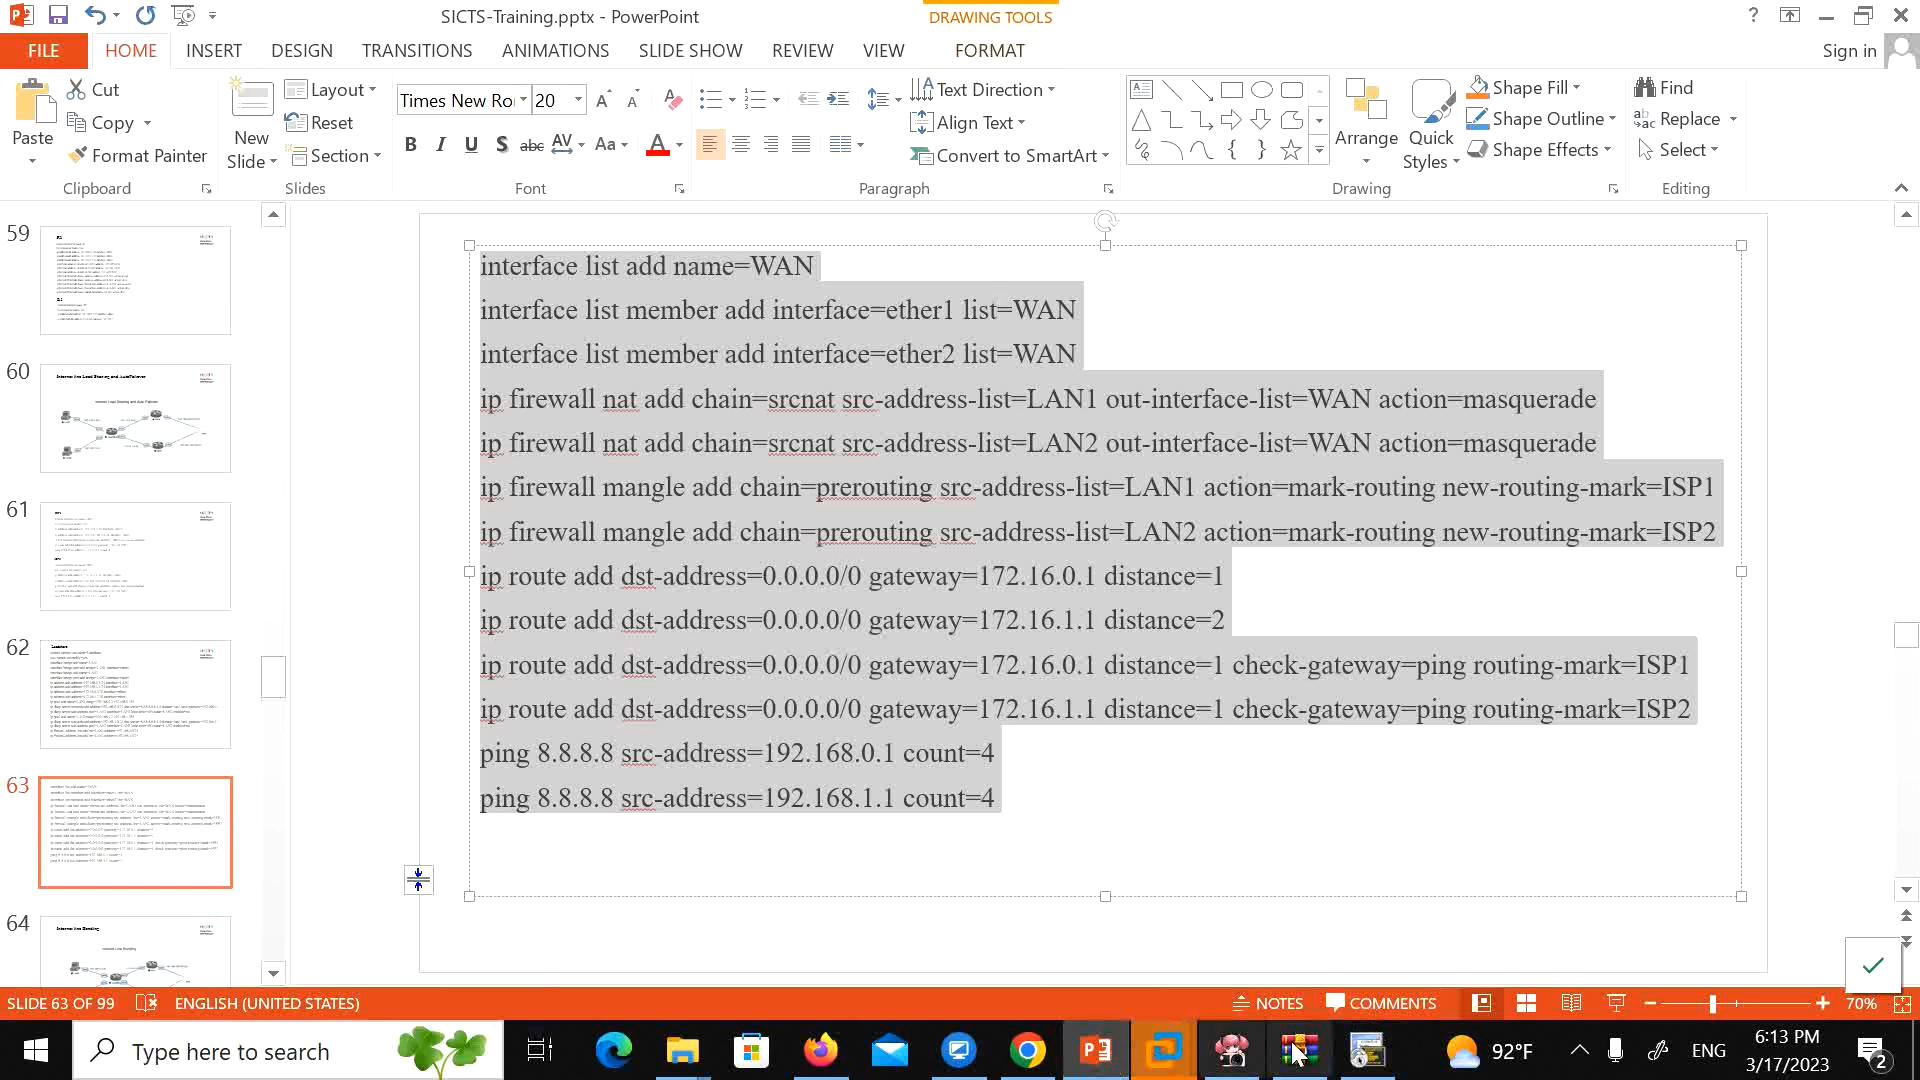 SICTS-Training.pptx - PowerPoint
DRAWING TOOLS
?
FILE HOME INSERT DESIGN TRANSITIONS ANIMATIONS SLIDE SHOW REVIEW VIEW FORMAT
Sign in
Paste
Cut
Copy
Format Painter
Clipboard
New
Slide
Layout
Reset
Section
Slides
Times New Ro 20
B I U S abc AV Aa A
Font
Text Direction
Align Text
Convert to SmartArt
Paragraph
Arrange
Quick
Styles
Shape Fill
Shape Outline
Shape Effects
Drawing
Find
Replace
Select
Editing
59
60
Internet Line Load Sharing and Auto Failover
61
62
63
64
Internet Line Bonding
interface list add name=WAN
interface list member add interface=ether1 list=WAN
interface list member add interface=ether2 list=WAN
ip firewall nat add chain=srcnat src-address-list=LAN1 out-interface-list=WAN action=masquerade
ip firewall nat add chain=srcnat src-address-list=LAN2 out-interface-list=WAN action=masquerade
ip firewall mangle add chain=prerouting src-address-list=LAN1 action=mark-routing new-routing-mark=ISP1
ip firewall mangle add chain=prerouting src-address-list=LAN2 action=mark-routing new-routing-mark=ISP2
ip route add dst-address=0.0.0.0/0 gateway=172.16.0.1 distance=1
ip route add dst-address=0.0.0.0/0 gateway=172.16.1.1 distance=2
ip route add dst-address=0.0.0.0/0 gateway=172.16.0.1 distance=1 check-gateway=ping routing-mark=ISP1
ip route add dst-address=0.0.0.0/0 gateway=172.16.1.1 distance=1 check-gateway=ping routing-mark=ISP2
ping 8.8.8.8 src-address=192.168.0.1 count=4
ping 8.8.8.8 src-address=192.168.1.1 count=4
SLIDE 63 OF 99 ENGLISH (UNITED STATES)
NOTES COMMENTS 70%
Type here to search
92°F
ENG
6:13 PM
3/17/2023
2